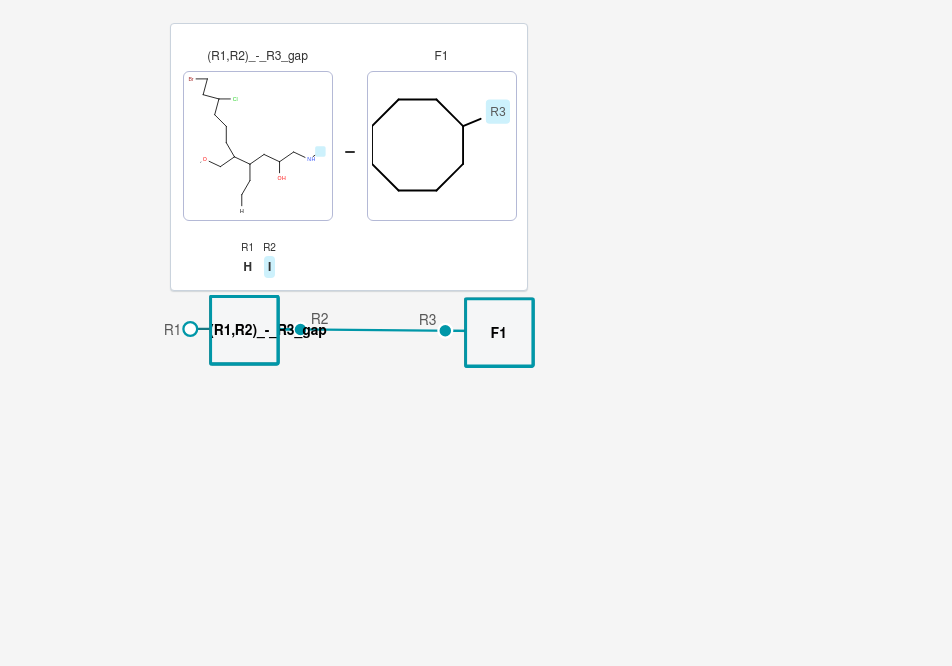 (R1,R2)_-_R3_gap F1
Br
Cl
R3
O
NH
OH
H
–
R1 R2
H I
R1 (R1,R2)_-_R3_gap R2 R3 F1